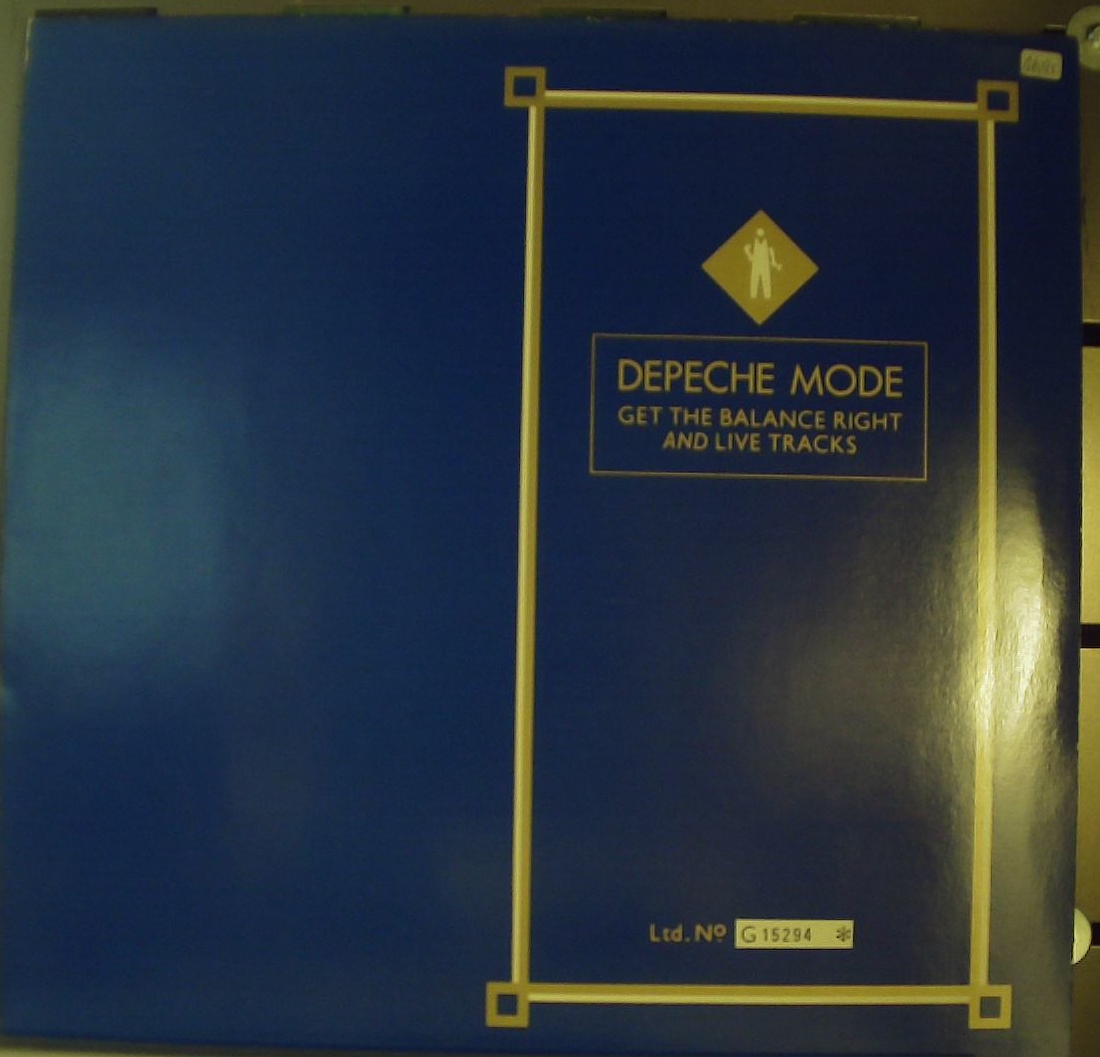 DEPECHE MODE
GET THE BALANCE RIGHT
AND LIVE TRACKS
Ltd. Nº G 15294 *